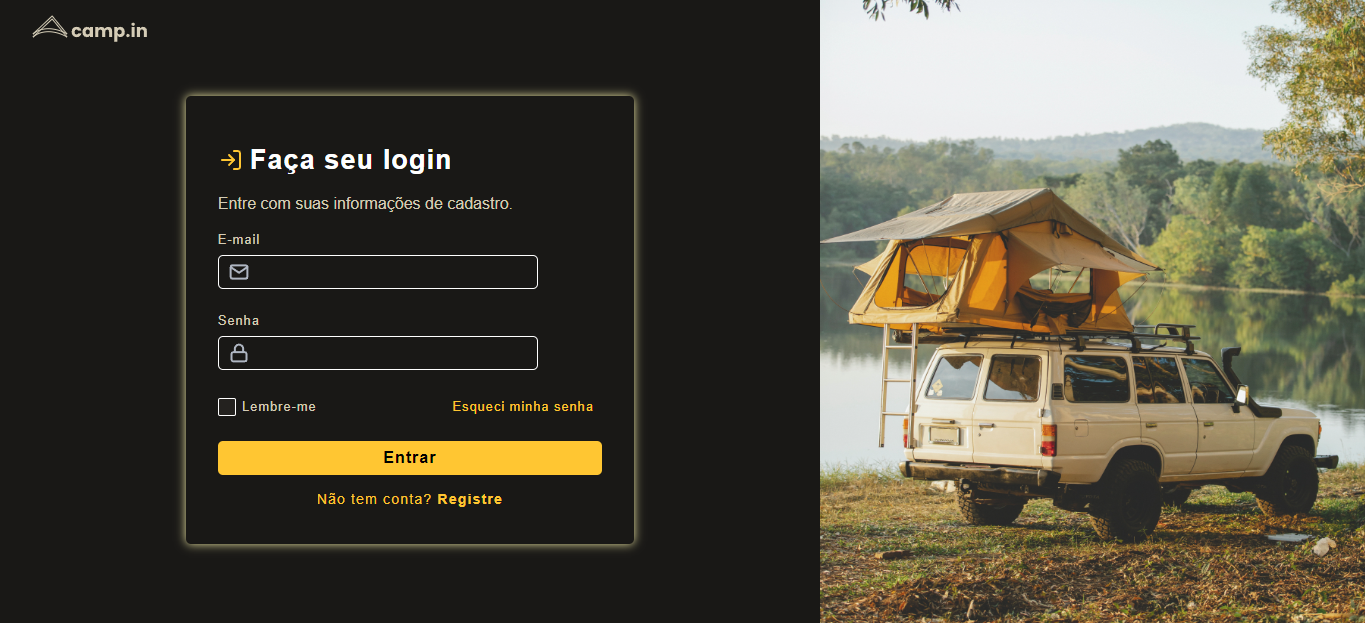 camp.in
Faça seu login
Entre com suas informações de cadastro.
E-mail
Senha
Lembre-me
Esqueci minha senha
Entrar
Não tem conta? Registre